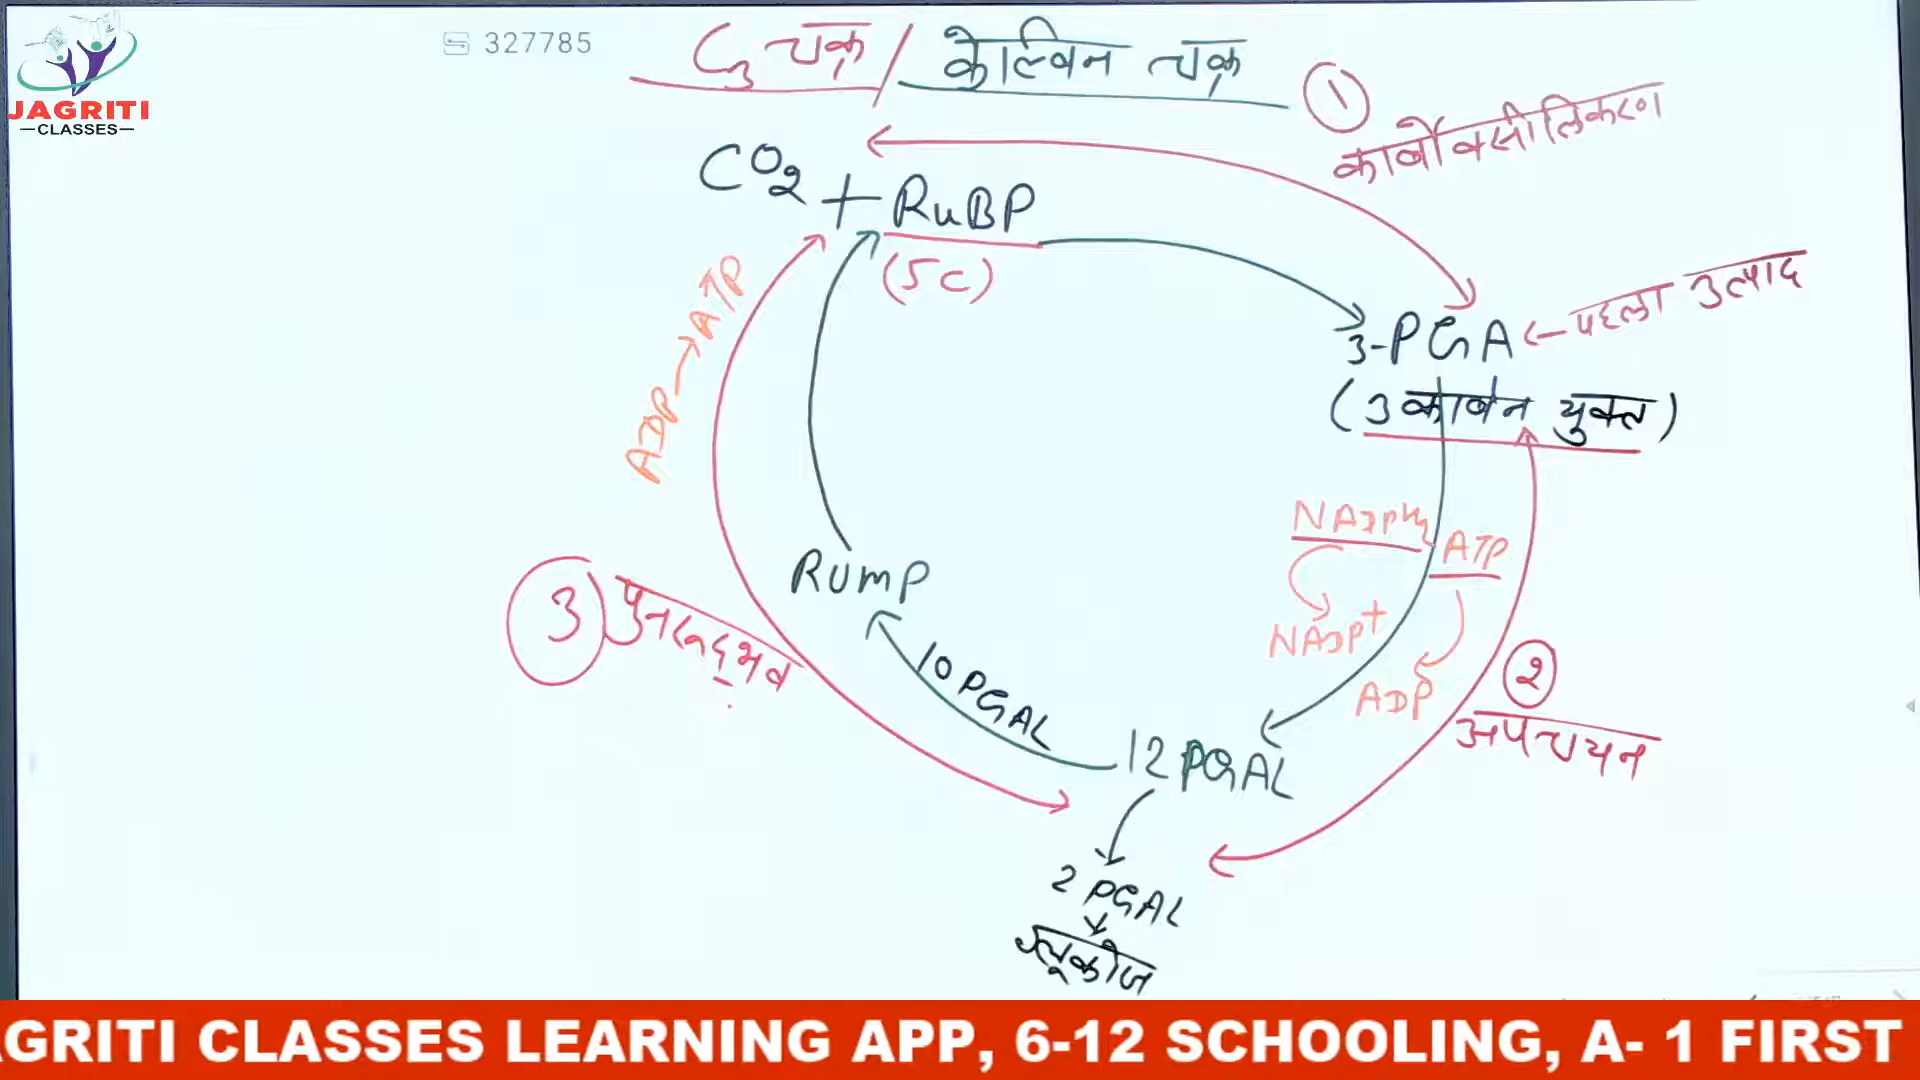 JAGRITI
CLASSES
327785
C3 चक्र / केल्विन चक्र
①
कार्बोक्सीलिकरण
CO2 + RuBP
(5C)
ADP → ATP
3-PGA ← पहला उत्पाद
(3 कार्बन युक्त)
NADPH2
ATP
NADP+
ADP
RUMP
③ पुनरूद्भव
10 PGAL
② 
अपचयन
12 PGAL
2 PGAL
ग्लूकोज
AGRITI CLASSES LEARNING APP, 6-12 SCHOOLING, A- 1 FIRST